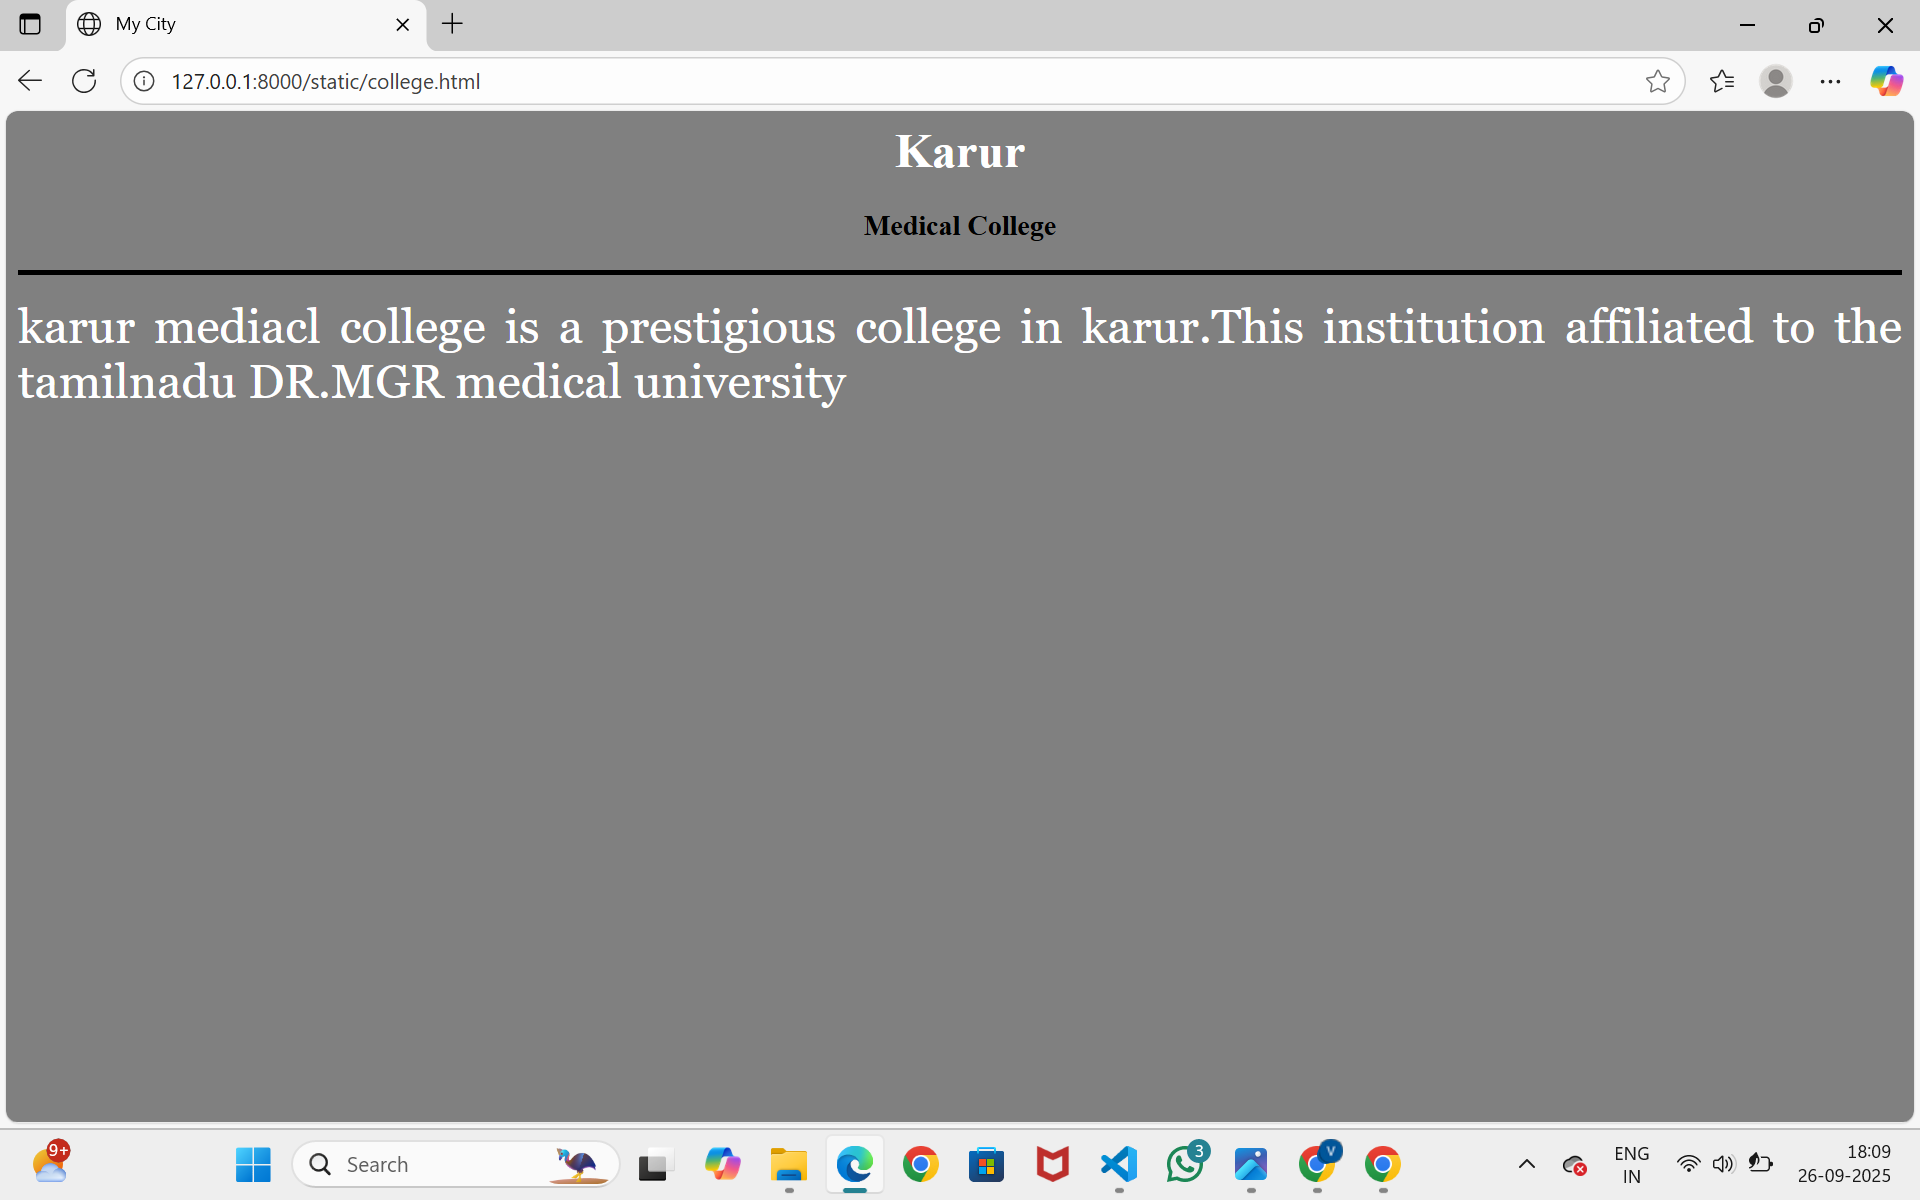 My City
127.0.0.1:8000/static/college.html
Karur
Medical College
karur mediacl college is a prestigious college in karur.This institution affiliated to the
tamilnadu DR.MGR medical university
9+
Search
3
V
ENG
IN
18:09
26-09-2025